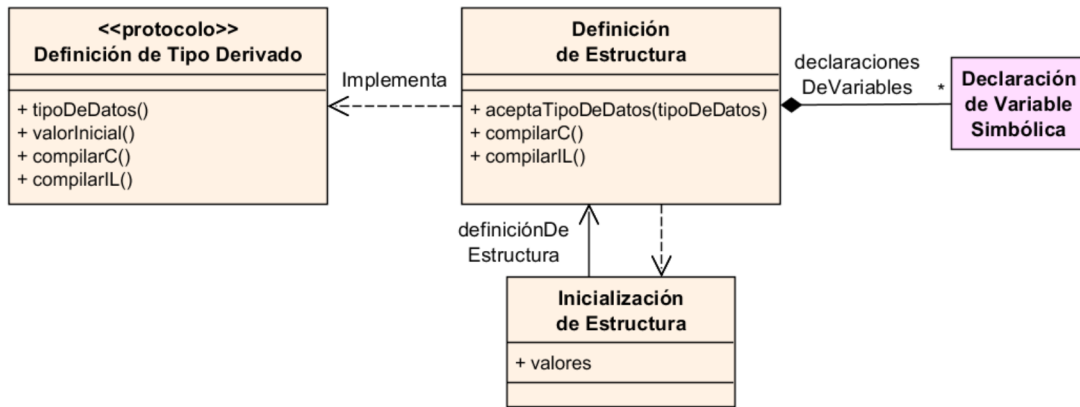 <<protocolo>>
Definición de Tipo Derivado
+ tipoDeDatos()
+ valorInicial()
+ compilarC()
+ compilarIL()
Implementa
Definición
de Estructura
+ aceptaTipoDeDatos(tipoDeDatos)
+ compilarC()
+ compilarIL()
declaraciones
DeVariables
*
Declaración
de Variable
Simbólica
definiciónDe
Estructura
Inicialización
de Estructura
+ valores